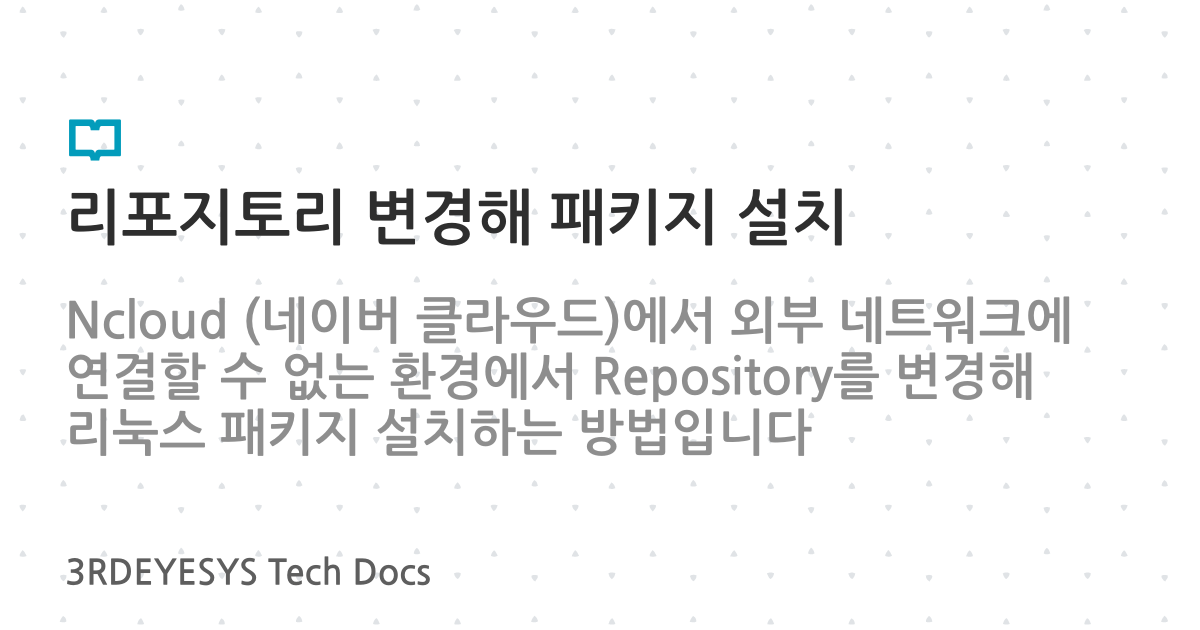 리포지토리 변경해 패키지 설치
Ncloud (네이버 클라우드)에서 외부 네트워크에
연결할 수 없는 환경에서 Repository를 변경해
리눅스 패키지 설치하는 방법입니다
3RDEYESYS Tech Docs